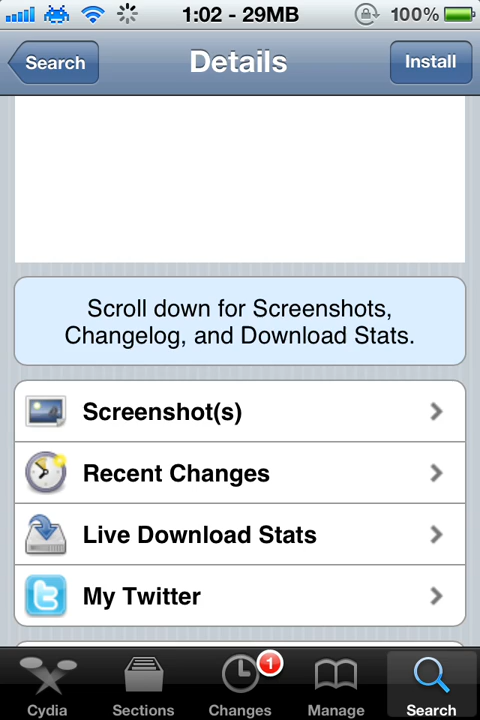 1:02 - 29MB 100%
Search Details Install
Scroll down for Screenshots,
Changelog, and Download Stats.
Screenshot(s)
Recent Changes
Live Download Stats
My Twitter
1
Cydia Sections Changes Manage Search